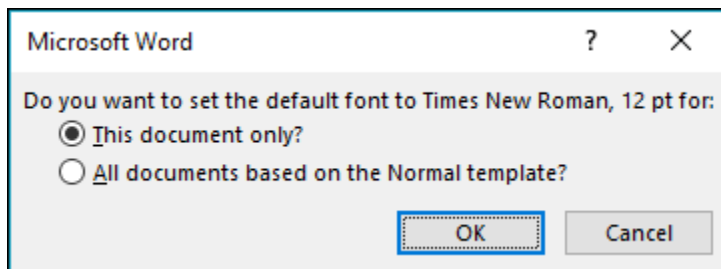 Microsoft Word ?
Do you want to set the default font to Times New Roman, 12 pt for:
This document only?
All documents based on the Normal template?
OK Cancel